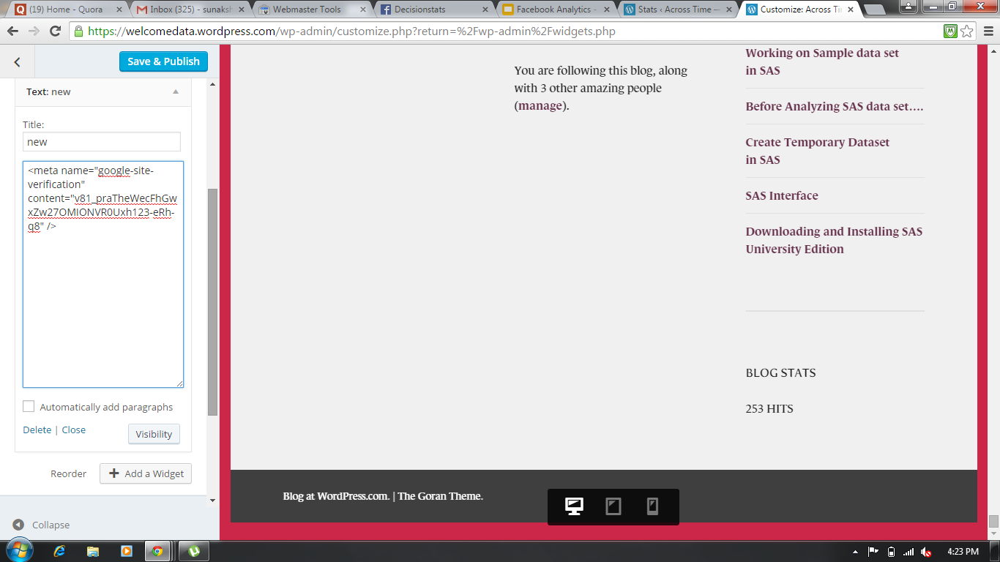 (19) Home - Quora
Inbox (325) - sunaksh
Webmaster Tools
Decisionstats
Facebook Analytics -
Stats ‹ Across Time —
Customize: Across Tim
https://welcomedata.wordpress.com/wp-admin/customize.php?return=%2Fwp-admin%2Fwidgets.php
Save & Publish
Text: new
Title:
new
<meta name="google-site-
verification"
content="v81_praTheWecFhGw
xZw27OMIONVR0Uxh123-eRh-
q8" />
Automatically add paragraphs
Delete | Close
Visibility
Reorder
Add a Widget
Collapse
You are following this blog, along
with 3 other amazing people
(manage).
Working on Sample data set
in SAS
Before Analyzing SAS data set….
Create Temporary Dataset
in SAS
SAS Interface
Downloading and Installing SAS
University Edition
BLOG STATS
253 HITS
Blog at WordPress.com. | The Goran Theme.
4:23 PM